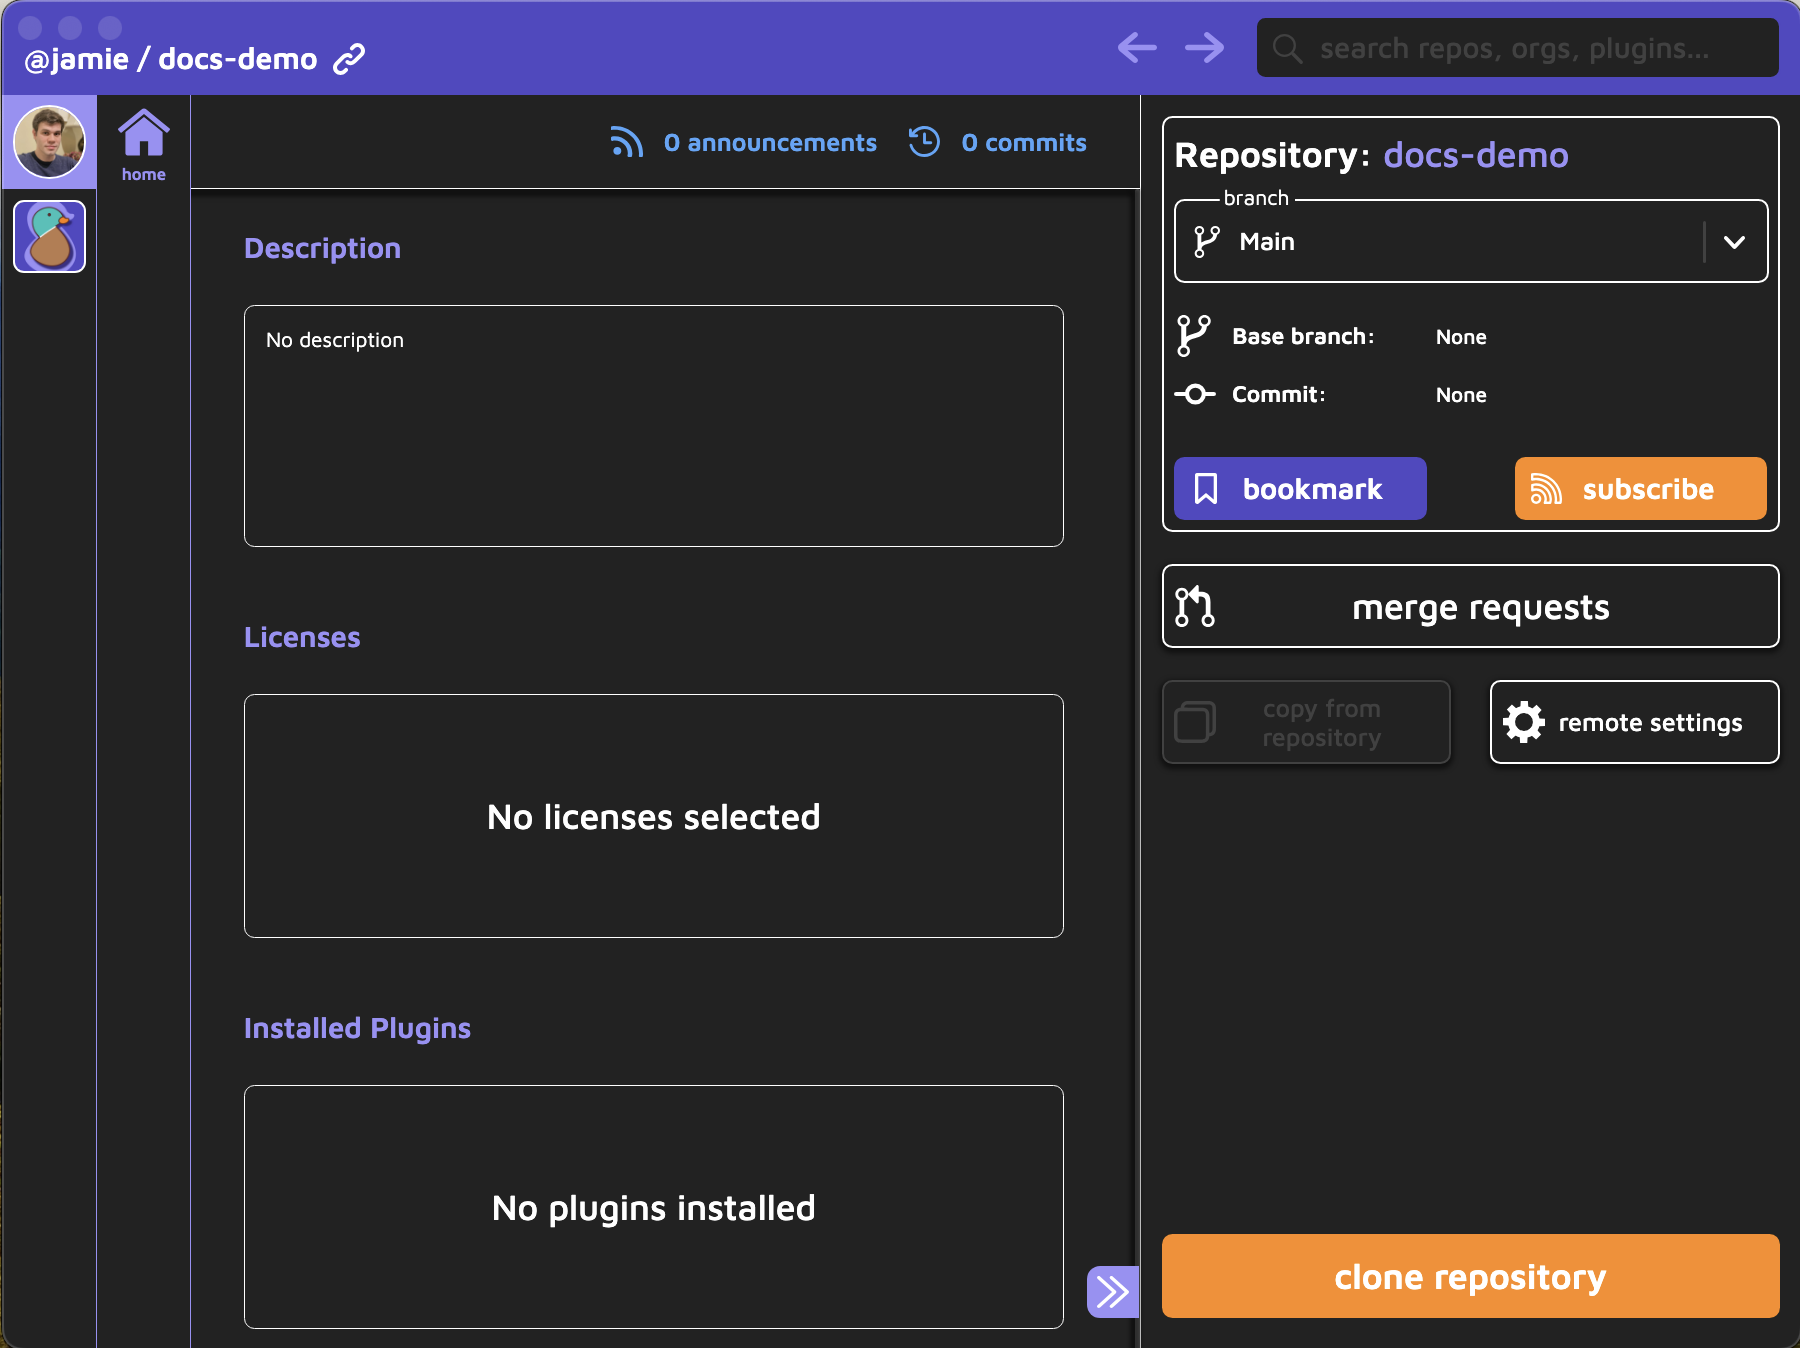 @jamie / docs-demo
search repos, orgs, plugins...
home
0 announcements
0 commits
Description
No description
Licenses
No licenses selected
Installed Plugins
No plugins installed
Repository: docs-demo
branch
Main
Base branch: None
Commit: None
bookmark
subscribe
merge requests
copy from
repository
remote settings
clone repository